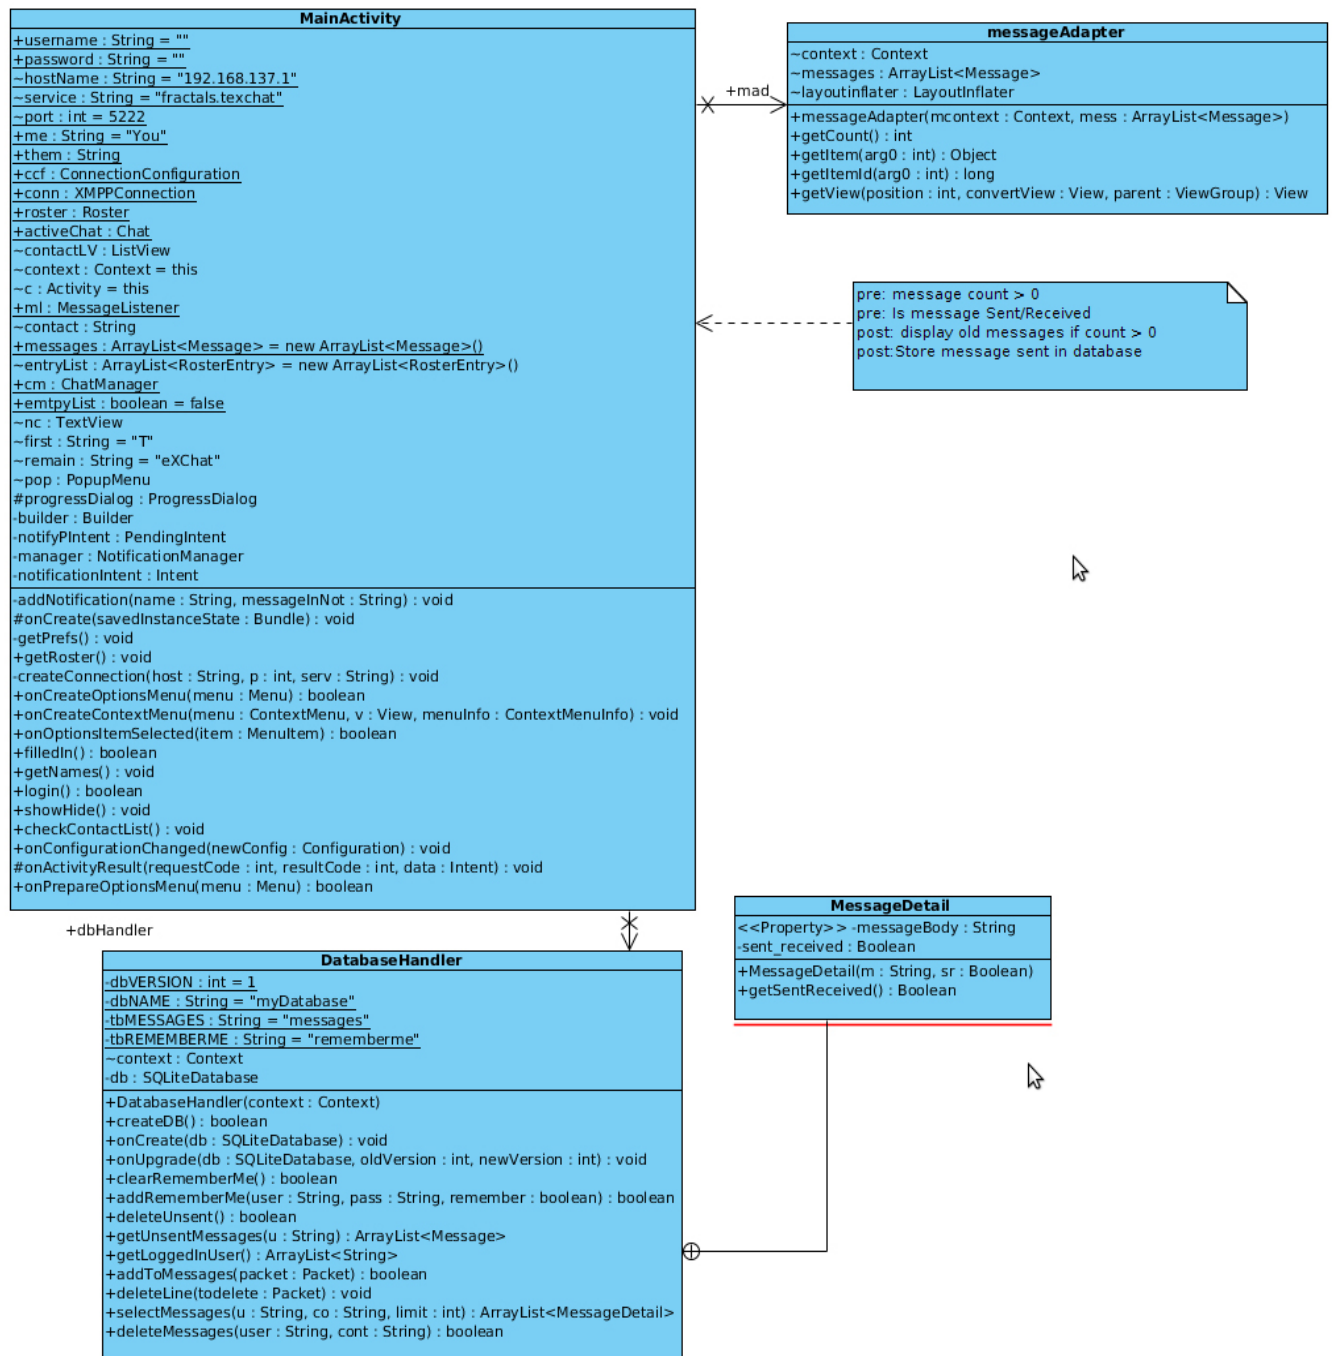 MainActivity
+username : String = ""
+password : String = ""
~hostName : String = "192.168.137.1"
~service : String = "fractals.texchat"
~port : int = 5222
+me : String = "You"
+them : String
+ccf : ConnectionConfiguration
+conn : XMPPConnection
+roster : Roster
+activeChat : Chat
~contactLV : ListView
~context : Context = this
~c : Activity = this
+ml : MessageListener
~contact : String
+messages : ArrayList<Message> = new ArrayList<Message>()
~entryList : ArrayList<RosterEntry> = new ArrayList<RosterEntry>()
+cm : ChatManager
+emtpyList : boolean = false
~nc : TextView
~first : String = "T"
~remain : String = "eXChat"
~pop : PopupMenu
#progressDialog : ProgressDialog
-builder : Builder
-notifyPIntent : PendingIntent
-manager : NotificationManager
-notificationIntent : Intent
-addNotification(name : String, messageInNot : String) : void
#onCreate(savedInstanceState : Bundle) : void
-getPrefs() : void
+getRoster() : void
-createConnection(host : String, p : int, serv : String) : void
+onCreateOptionsMenu(menu : Menu) : boolean
+onCreateContextMenu(menu : ContextMenu, v : View, menuInfo : ContextMenuInfo) : void
+onOptionsItemSelected(item : MenuItem) : boolean
+filledIn() : boolean
+getNames() : void
+login() : boolean
+showHide() : void
+checkContactList() : void
+onConfigurationChanged(newConfig : Configuration) : void
#onActivityResult(requestCode : int, resultCode : int, data : Intent) : void
+onPrepareOptionsMenu(menu : Menu) : boolean
+mad
messageAdapter
~context : Context
~messages : ArrayList<Message>
~layoutinflater : LayoutInflater
+messageAdapter(mcontext : Context, mess : ArrayList<Message>)
+getCount() : int
+getItem(arg0 : int) : Object
+getItemId(arg0 : int) : long
+getView(position : int, convertView : View, parent : ViewGroup) : View
pre: message count > 0
pre: Is message Sent/Received
post: display old messages if count > 0
post:Store message sent in database
+dbHandler
DatabaseHandler
-dbVERSION : int = 1
-dbNAME : String = "myDatabase"
-tbMESSAGES : String = "messages"
-tbREMEMBERME : String = "rememberme"
~context : Context
-db : SQLiteDatabase
+DatabaseHandler(context : Context)
+createDB() : boolean
+onCreate(db : SQLiteDatabase) : void
+onUpgrade(db : SQLiteDatabase, oldVersion : int, newVersion : int) : void
+clearRememberMe() : boolean
+addRememberMe(user : String, pass : String, remember : boolean) : boolean
+deleteUnsent() : boolean
+getUnsentMessages(u : String) : ArrayList<Message>
+getLoggedInUser() : ArrayList<String>
+addToMessages(packet : Packet) : boolean
+deleteLine(todelete : Packet) : void
+selectMessages(u : String, co : String, limit : int) : ArrayList<MessageDetail>
+deleteMessages(user : String, cont : String) : boolean
MessageDetail
<<Property>> -messageBody : String
-sent_received : Boolean
+MessageDetail(m : String, sr : Boolean)
+getSentReceived() : Boolean